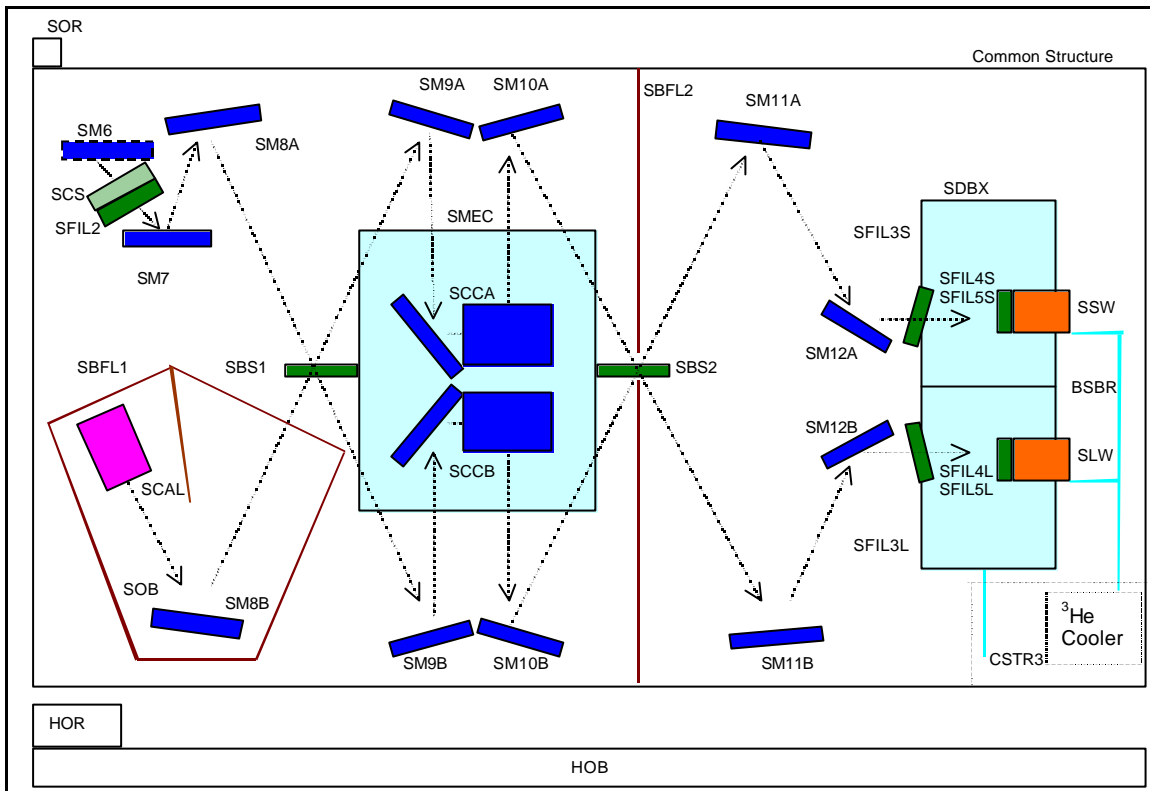 SOR
Common Structure
SM9A
SM10A
SBFL2
SM11A
SM6
SM8A
SCS
SFIL2
SM7
SMEC
SDBX
SFIL3S
SCCA
SFIL4S
SFIL5S
SSW
SM12A
SBFL1
SBS1
SBS2
BSBR
SM12B
SCAL
SCCB
SLW
SFIL4L
SFIL5L
SFIL3L
SOB
SM8B
3He
Cooler
SM9B
SM10B
SM11B
CSTR3
HOR
HOB